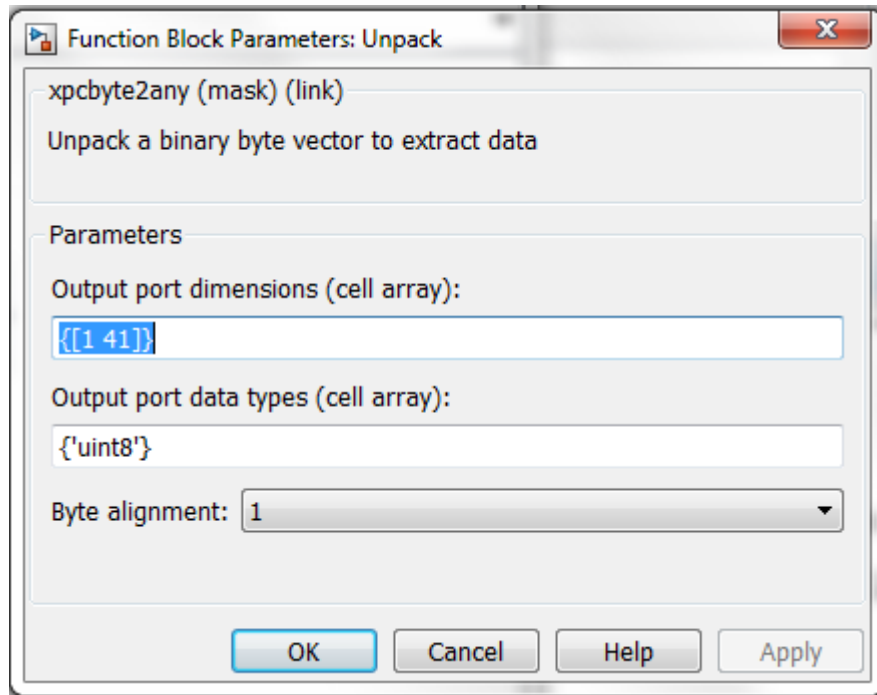 Function Block Parameters: Unpack
xpcbyte2any (mask) (link)
Unpack a binary byte vector to extract data
Parameters
Output port dimensions (cell array):
{[1 41]}
Output port data types (cell array):
{'uint8'}
Byte alignment: 1
OK Cancel Help Apply